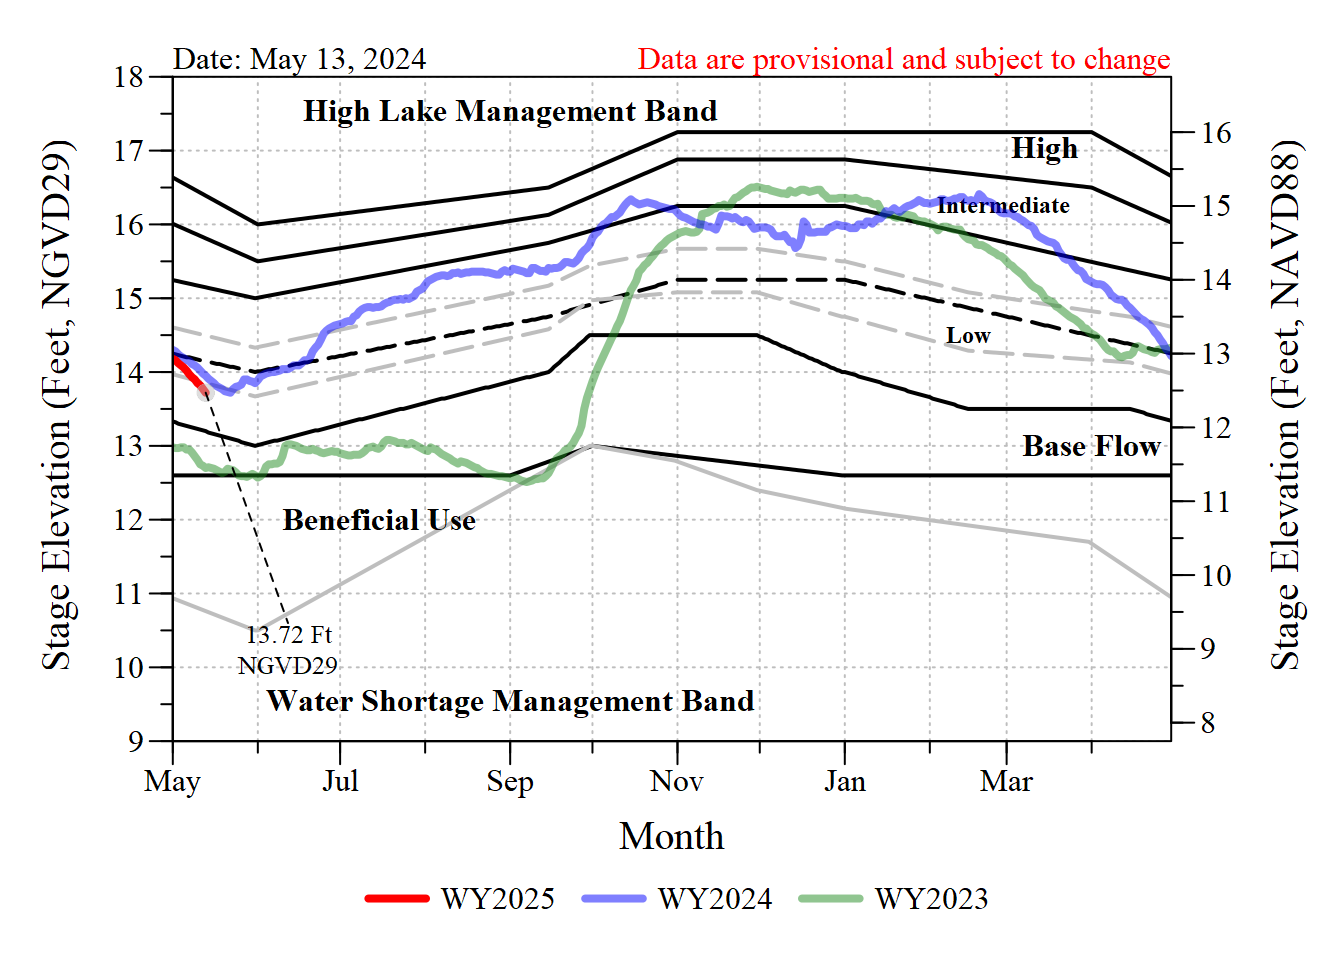 Date: May 13, 2024
Data are provisional and subject to change
High Lake Management Band
High
Intermediate
Low
Base Flow
Beneficial Use
13.72 Ft
NGVD29
Water Shortage Management Band
Stage Elevation (Feet, NGVD29)
18
17
16
15
14
13
12
11
10
9
Stage Elevation (Feet, NAVD88)
16
15
14
13
12
11
10
9
8
May Jul Sep Nov Jan Mar
Month
WY2025 WY2024 WY2023